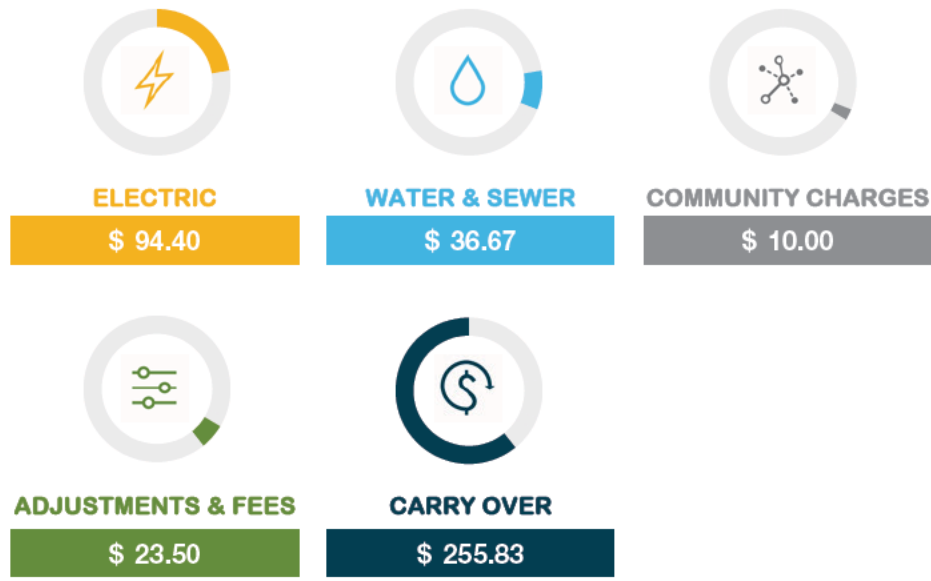 ELECTRIC
$ 94.40
WATER & SEWER
$ 36.67
COMMUNITY CHARGES
$ 10.00
ADJUSTMENTS & FEES
$ 23.50
CARRY OVER
$ 255.83